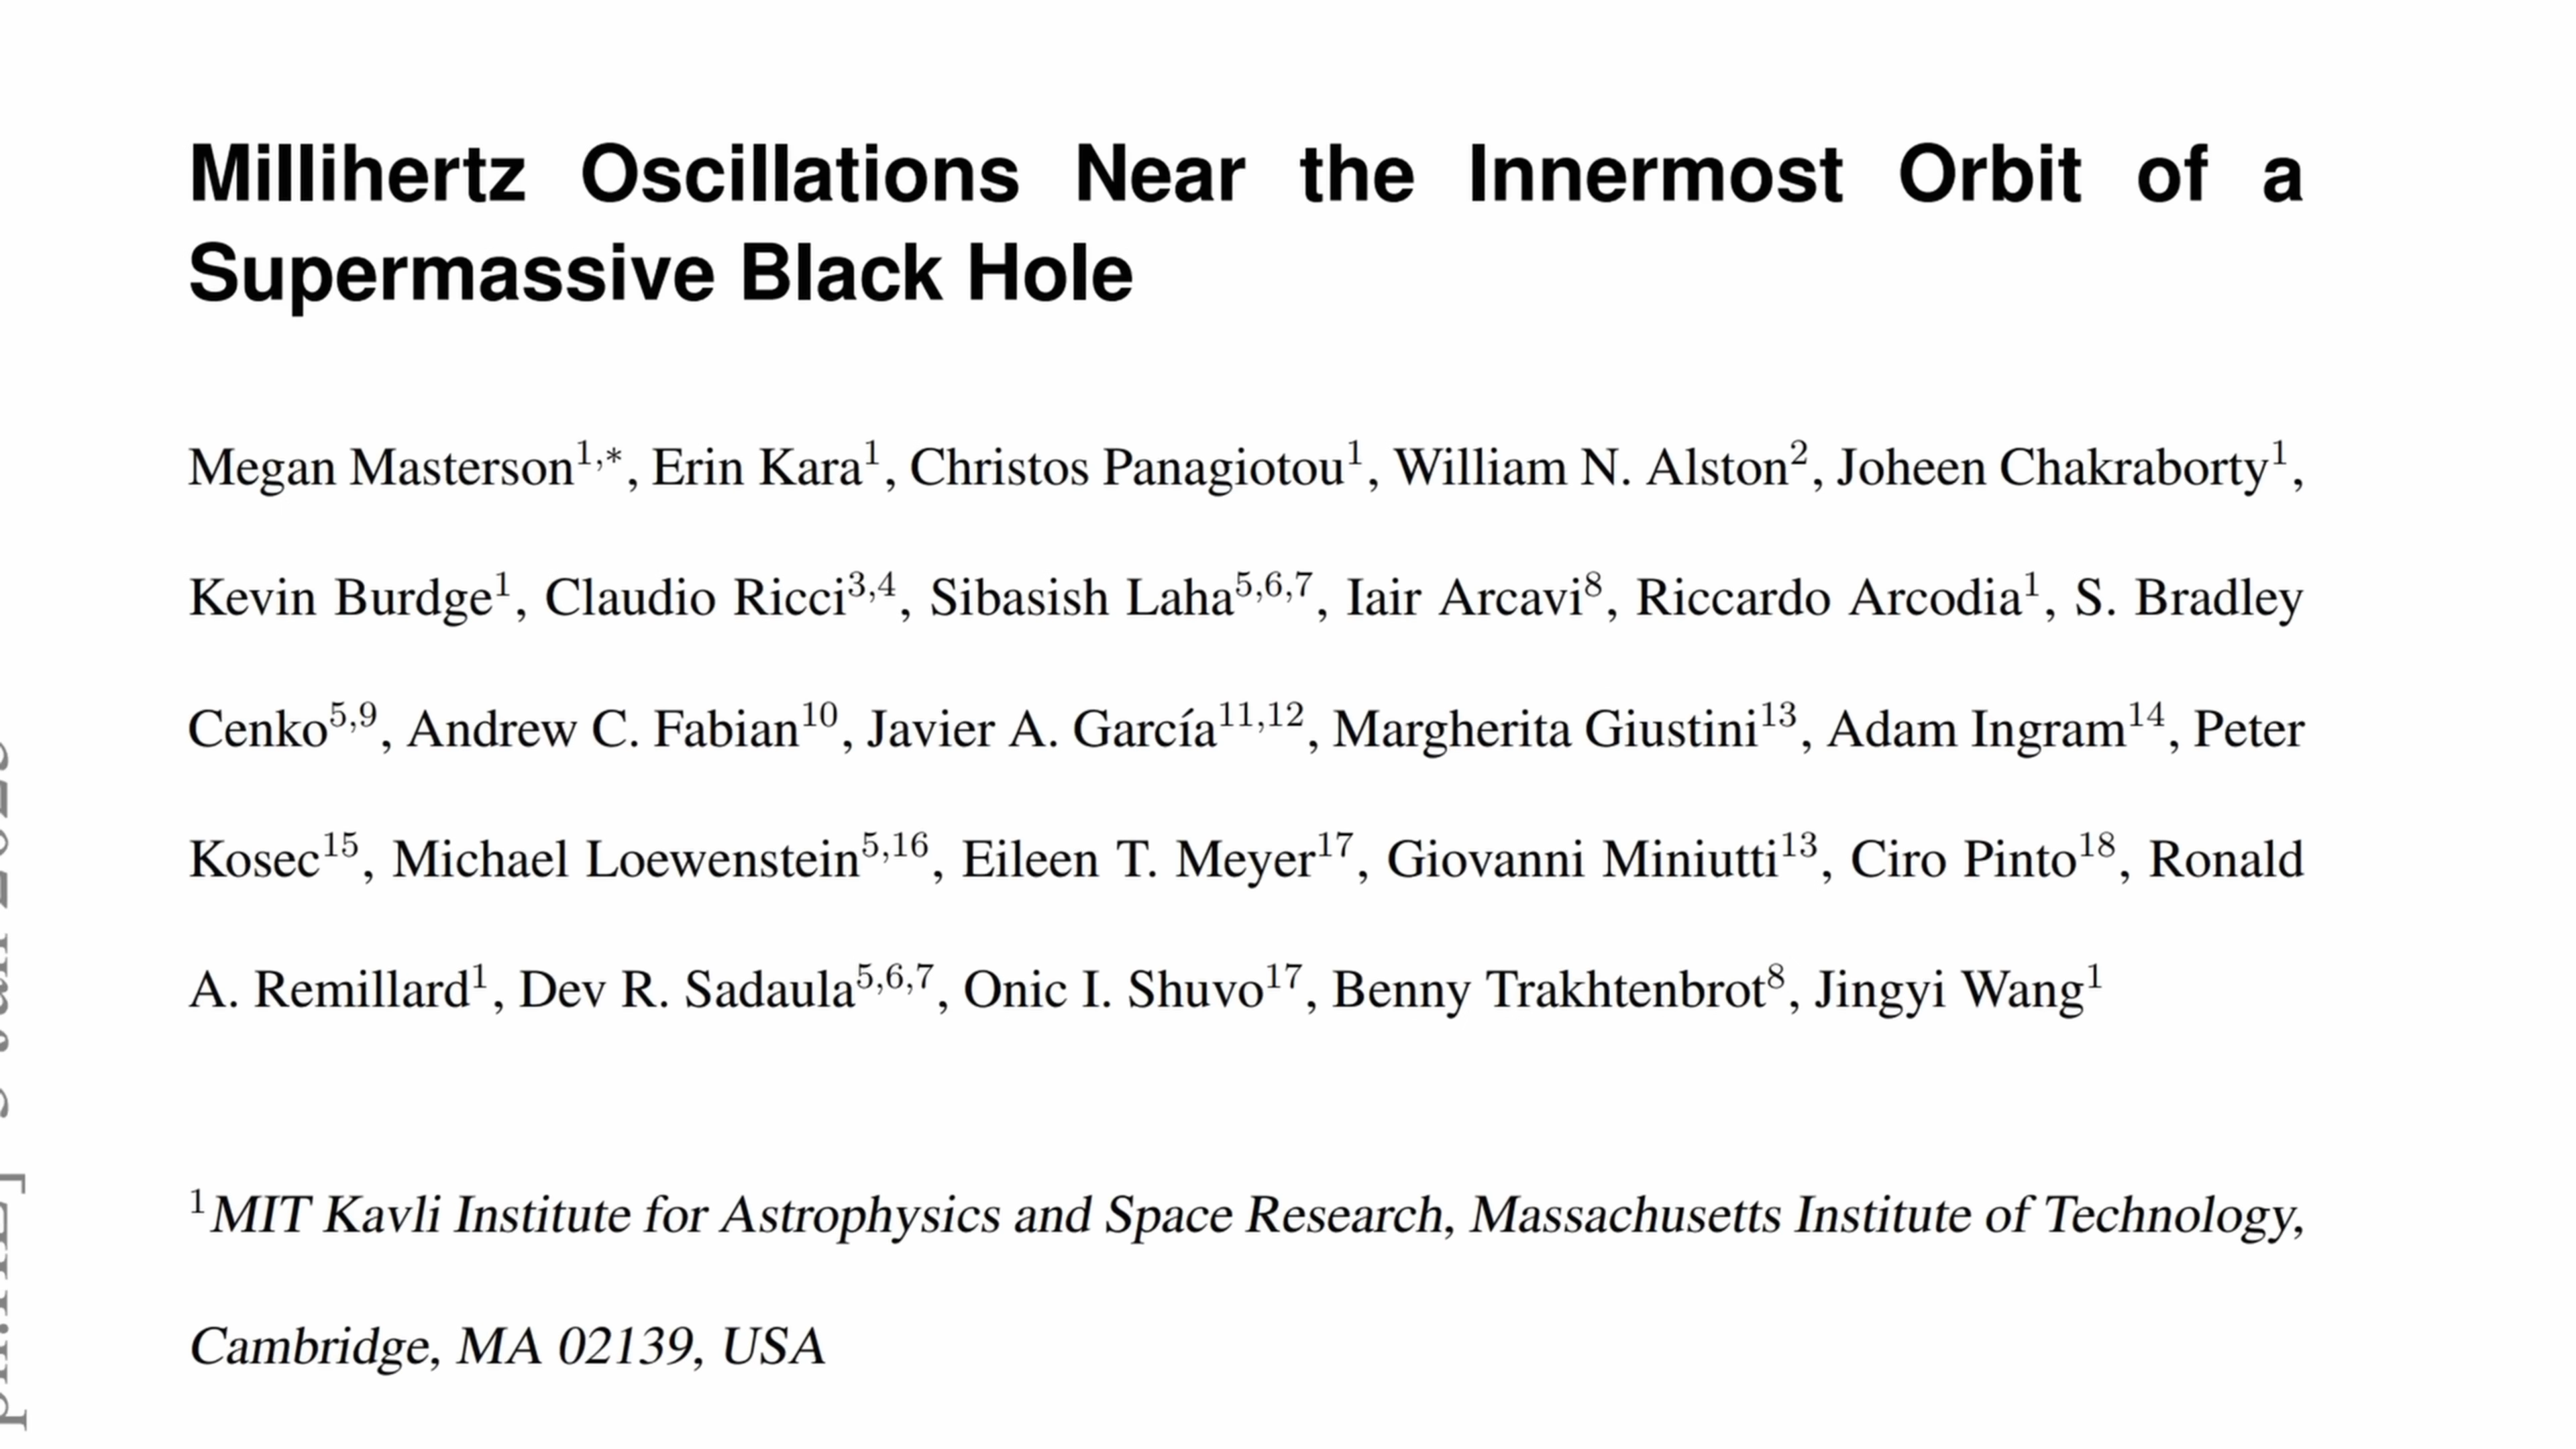 Millihertz Oscillations Near the Innermost Orbit of a
Supermassive Black Hole
Megan Masterson¹,*, Erin Kara¹, Christos Panagiotou¹, William N. Alston², Joheen Chakraborty¹,
Kevin Burdge¹, Claudio Ricci³,⁴, Sibasish Laha⁵,⁶,⁷, Iair Arcavi⁸, Riccardo Arcodia¹, S. Bradley
Cenko⁵,⁹, Andrew C. Fabian¹⁰, Javier A. García¹¹,¹², Margherita Giustini¹³, Adam Ingram¹⁴, Peter
Kosec¹⁵, Michael Loewenstein⁵,¹⁶, Eileen T. Meyer¹⁷, Giovanni Miniutti¹³, Ciro Pinto¹⁸, Ronald
A. Remillard¹, Dev R. Sadaula⁵,⁶,⁷, Onic I. Shuvo¹⁷, Benny Trakhtenbrot⁸, Jingyi Wang¹
¹MIT Kavli Institute for Astrophysics and Space Research, Massachusetts Institute of Technology,
Cambridge, MA 02139, USA